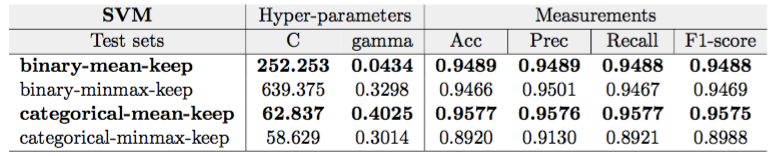 SVM Hyper-parameters Measurements
Test sets C gamma Acc Prec Recall F1-score
binary-mean-keep 252.253 0.0434 0.9489 0.9489 0.9488 0.9488
binary-minmax-keep 639.375 0.3298 0.9466 0.9501 0.9467 0.9469
categorical-mean-keep 62.837 0.4025 0.9577 0.9576 0.9577 0.9575
categorical-minmax-keep 58.629 0.3014 0.8920 0.9130 0.8921 0.8988